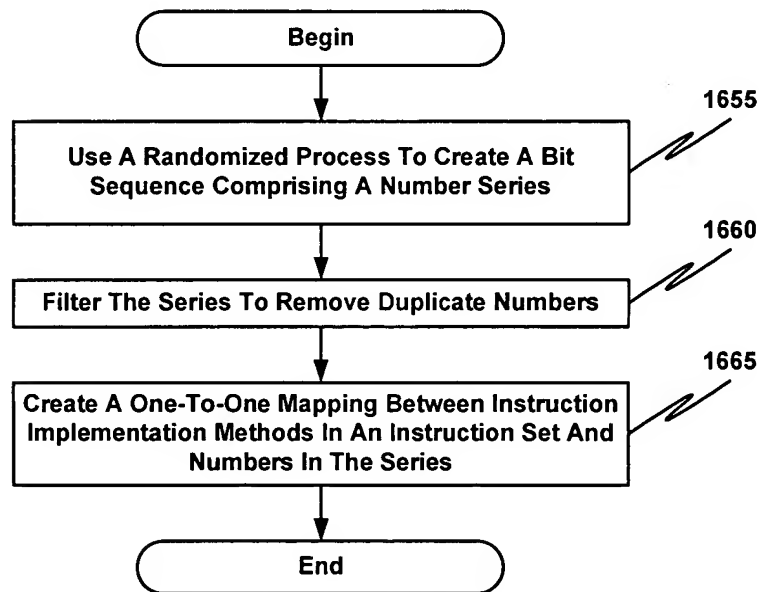 Begin
1655
Use A Randomized Process To Create A Bit
Sequence Comprising A Number Series
1660
Filter The Series To Remove Duplicate Numbers
1665
Create A One-To-One Mapping Between Instruction
Implementation Methods In An Instruction Set And
Numbers In The Series
End